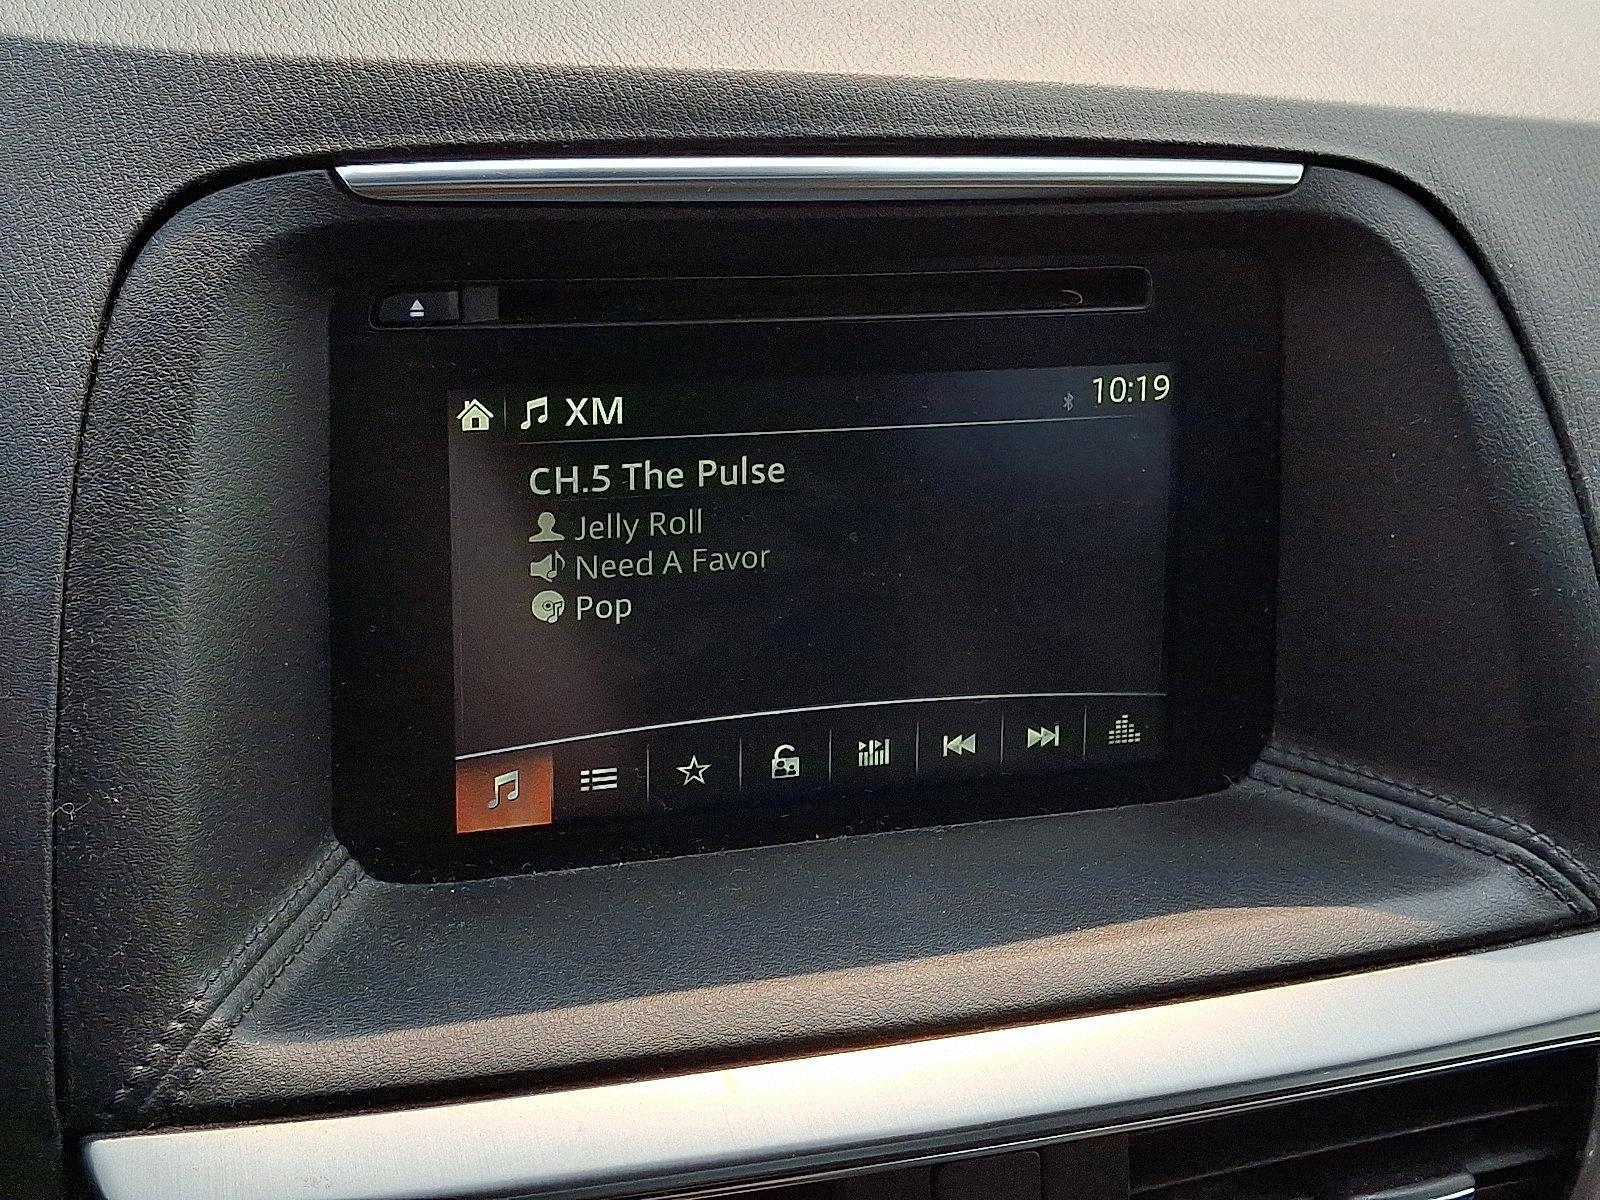 XM
10:19
CH.5 The Pulse
Jelly Roll
Need A Favor
Pop